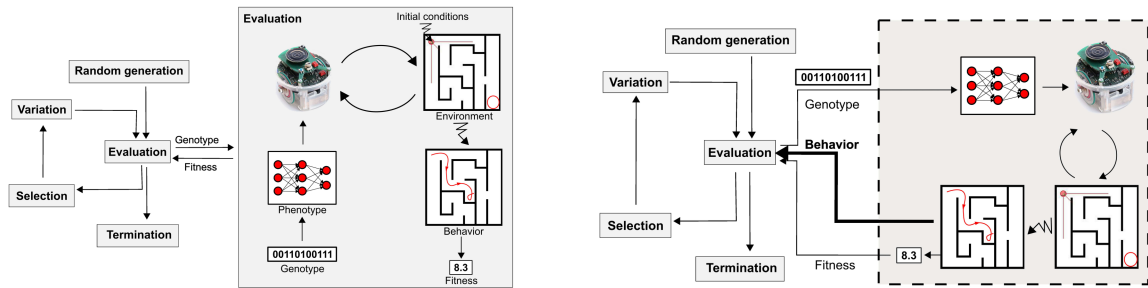 Evaluation
Initial conditions
Random generation
Variation
Genotype
Evaluation
Fitness
Selection
Termination
Environment
Phenotype
Behavior
00110100111
Genotype
8.3
Fitness
Random generation
Variation
00110100111
Genotype
Behavior
Evaluation
Selection
Fitness
8.3
Termination